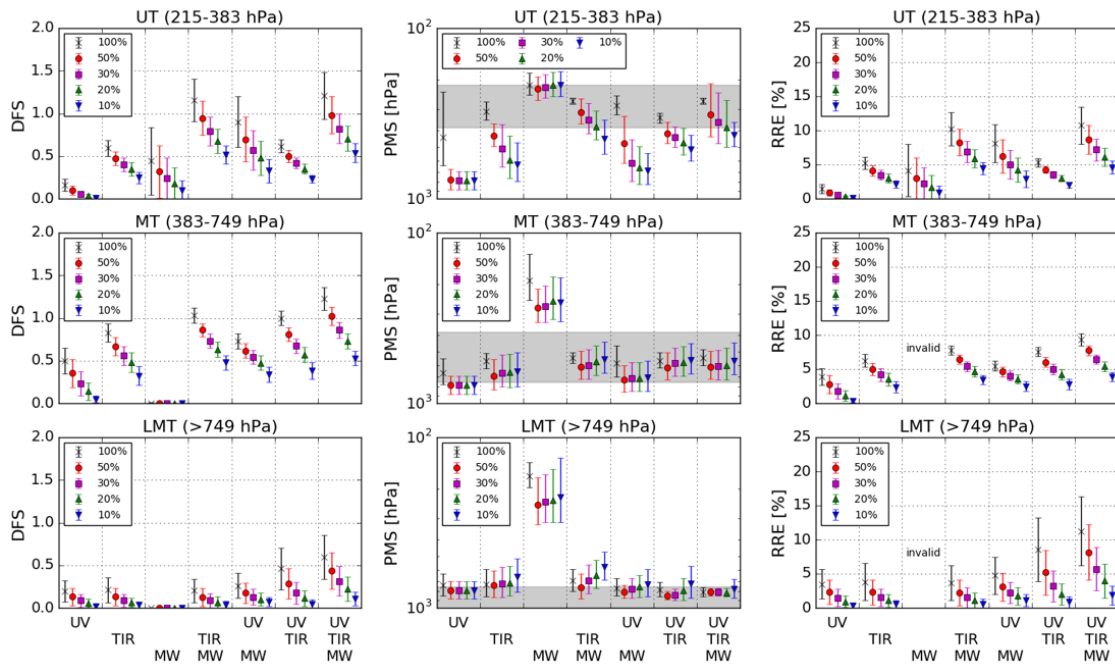 UT (215-383 hPa)
2.0
1.5
1.0
0.5
0.0
DFS
100%
50%
30%
20%
10%
UT (215-383 hPa)
10²
10³
PMS [hPa]
100%
50%
30%
20%
10%
UT (215-383 hPa)
25
20
15
10
5
0
RRE [%]
100%
50%
30%
20%
10%
MT (383-749 hPa)
2.0
1.5
1.0
0.5
0.0
DFS
100%
50%
30%
20%
10%
MT (383-749 hPa)
10²
10³
PMS [hPa]
100%
50%
30%
20%
10%
MT (383-749 hPa)
25
20
15
10
5
0
RRE [%]
100%
50%
30%
20%
10%
invalid
LMT (>749 hPa)
2.0
1.5
1.0
0.5
0.0
DFS
100%
50%
30%
20%
10%
UV UV UV UV
TIR TIR TIR TIR
MW MW MW MW
LMT (>749 hPa)
10²
10³
PMS [hPa]
100%
50%
30%
20%
10%
UV UV UV UV
TIR TIR TIR TIR
MW MW MW MW
LMT (>749 hPa)
25
20
15
10
5
0
RRE [%]
100%
50%
30%
20%
10%
invalid
UV UV UV UV
TIR TIR TIR TIR
MW MW MW MW